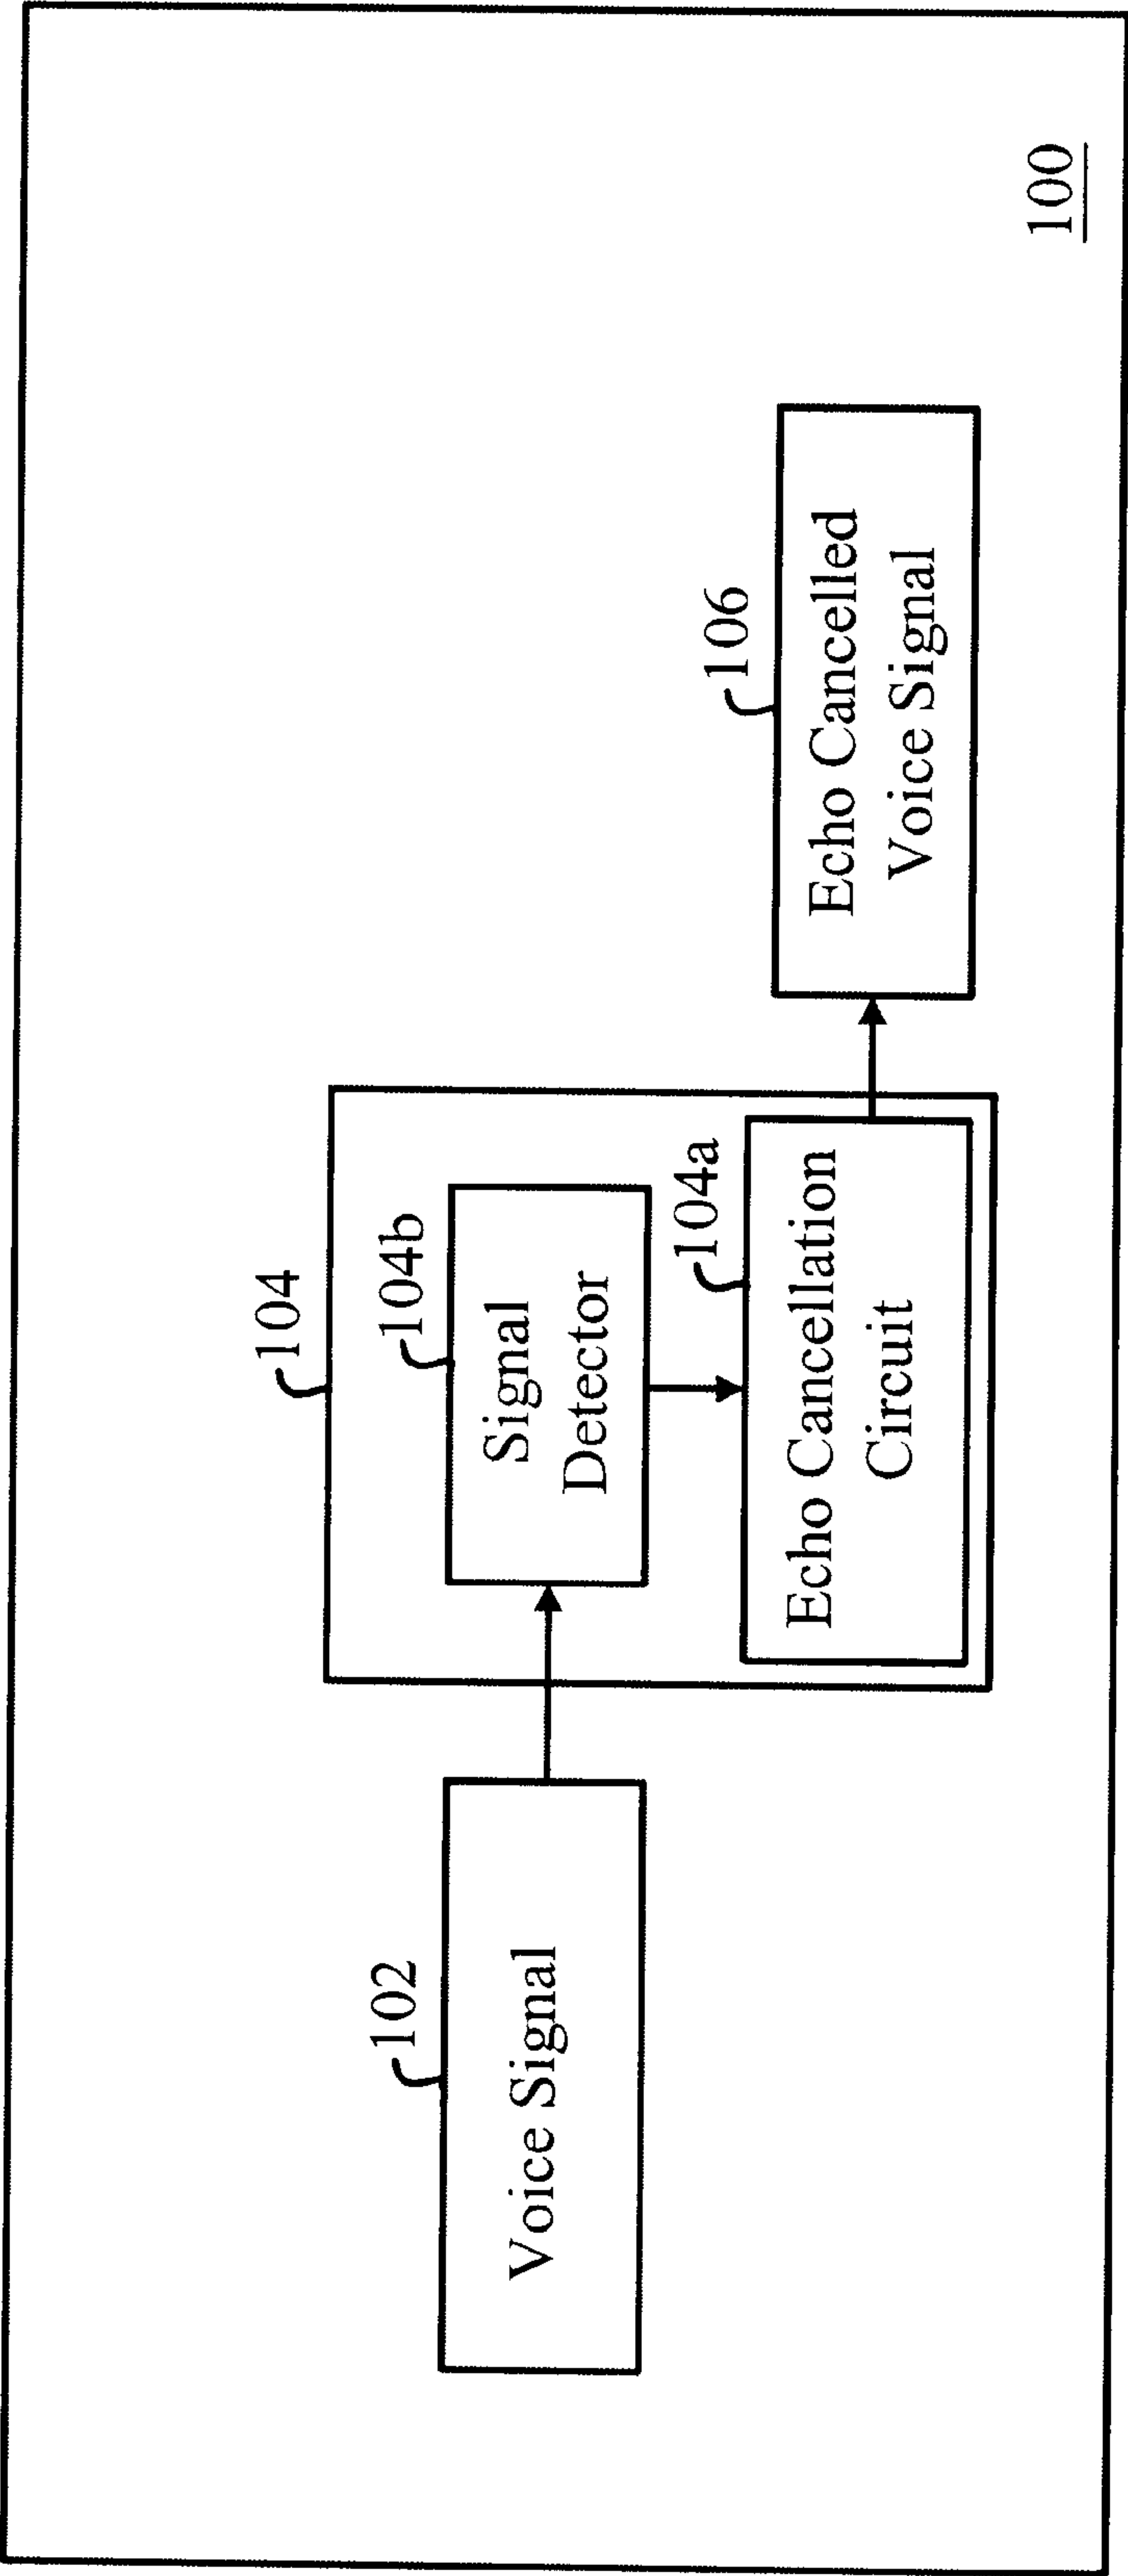 102
Voice Signal
104
104b
Signal
Detector
104a
Echo Cancellation
Circuit
106
Echo Cancelled
Voice Signal
100